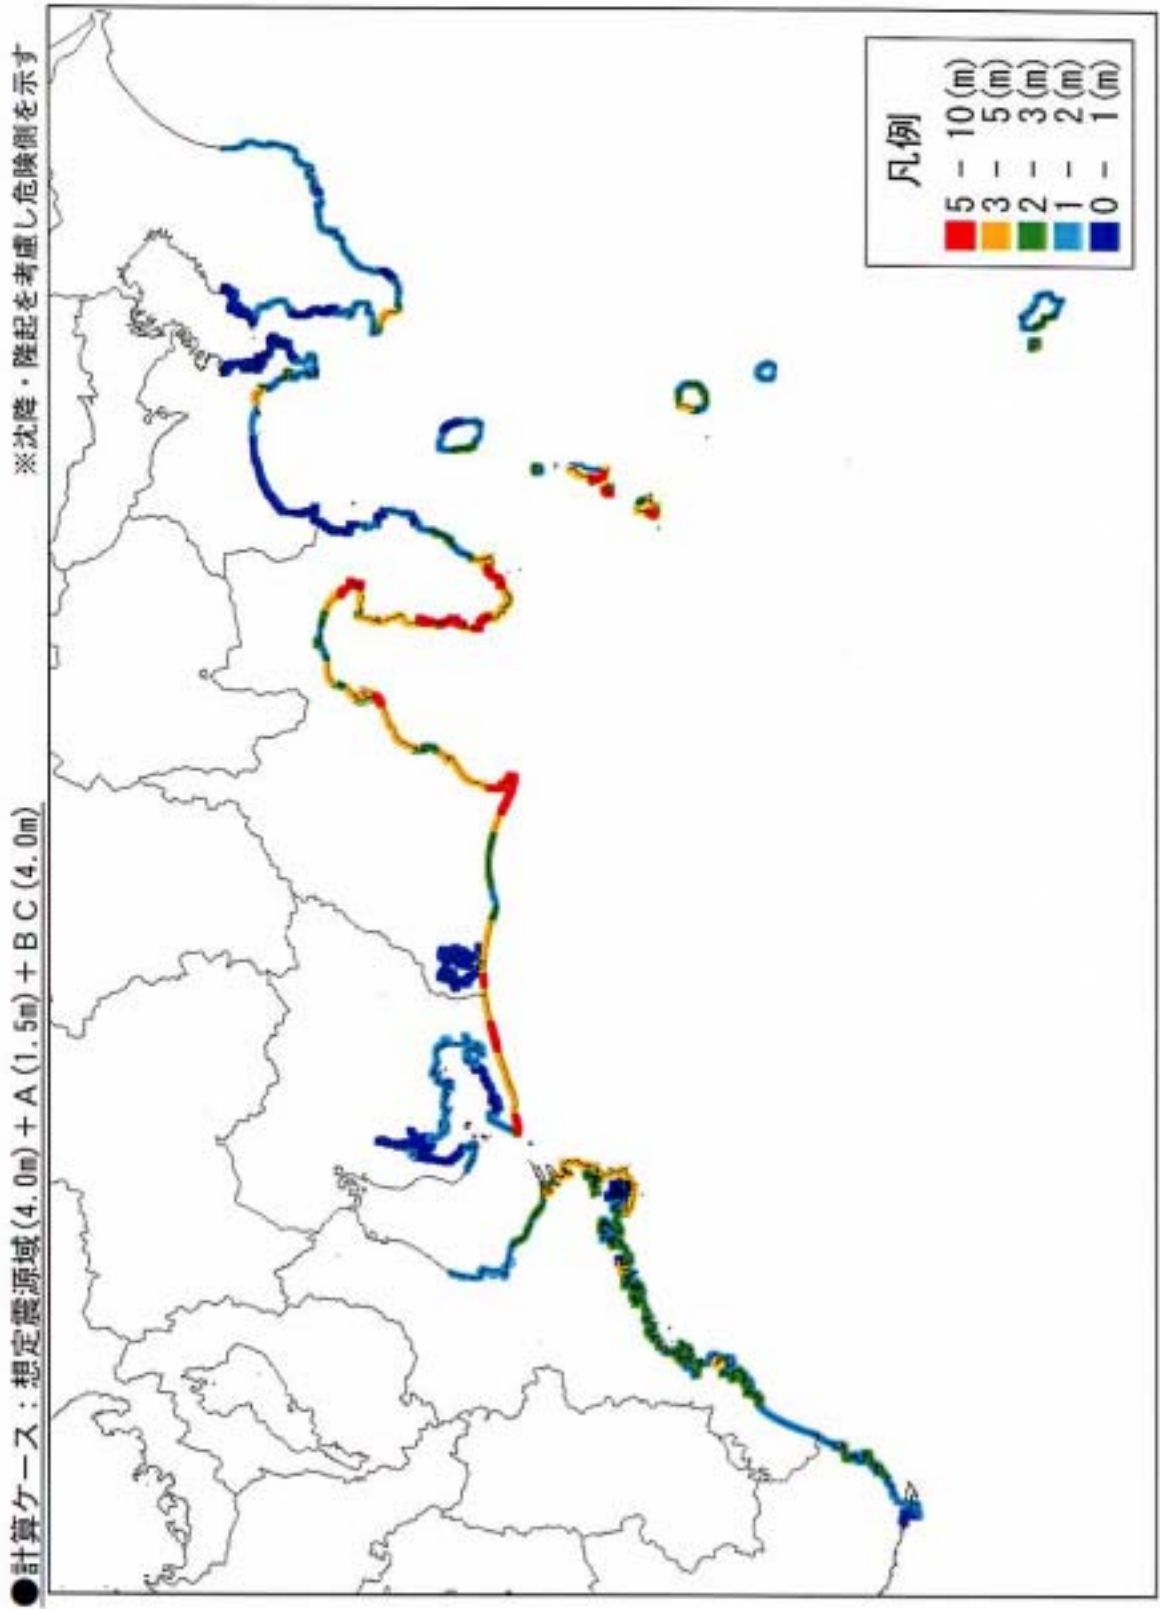 ●計算ケース：想定震源域(4.0m)＋A(1.5m)＋BC(4.0m)
※沈降・隆起を考慮し危険側を示す
凡例
5 － 10(m)
3 － 5(m)
2 － 3(m)
1 － 2(m)
0 － 1(m)